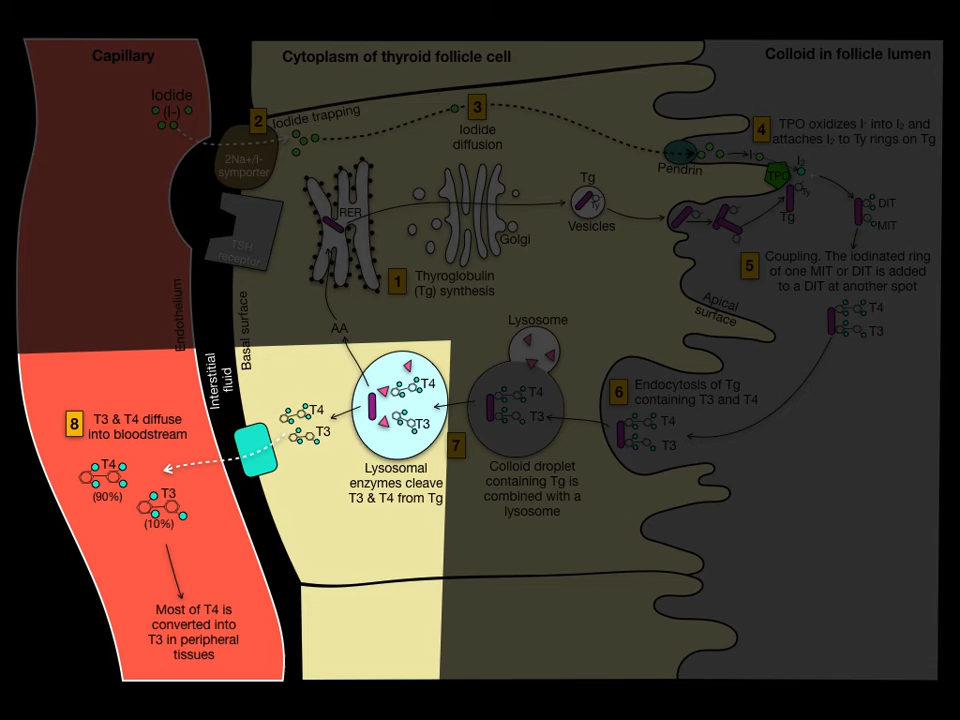 Capillary
Cytoplasm of thyroid follicle cell
Colloid in follicle lumen
Iodide
(I-)
2
Iodide trapping
3
Iodide
diffusion
4
TPO oxidizes I- into I2 and
attaches I2 to Ty rings on Tg
2Na+/I-
symporter
Pendrin
I-
I2
TPO
Ty
Tg
TSH
receptor
RER
Golgi
Tg
Ty
Vesicles
DIT
MIT
1
Thyroglobulin
(Tg) synthesis
5
Coupling. The iodinated ring
of one MIT or DIT is added
to a DIT at another spot
Endothelium
Basal surface
Interstitial
fluid
AA
Apical
surface
T4
T3
Lysosome
T4
T3
T4
T3
T4
T3
6
Endocytosis of Tg
containing T3 and T4
T4
T3
7
Lysosomal
enzymes cleave
T3 & T4 from Tg
Colloid droplet
containing Tg is
combined with a
lysosome
8
T3 & T4 diffuse
into bloodstream
T4
(90%)
T3
(10%)
Most of T4 is
converted into
T3 in peripheral
tissues